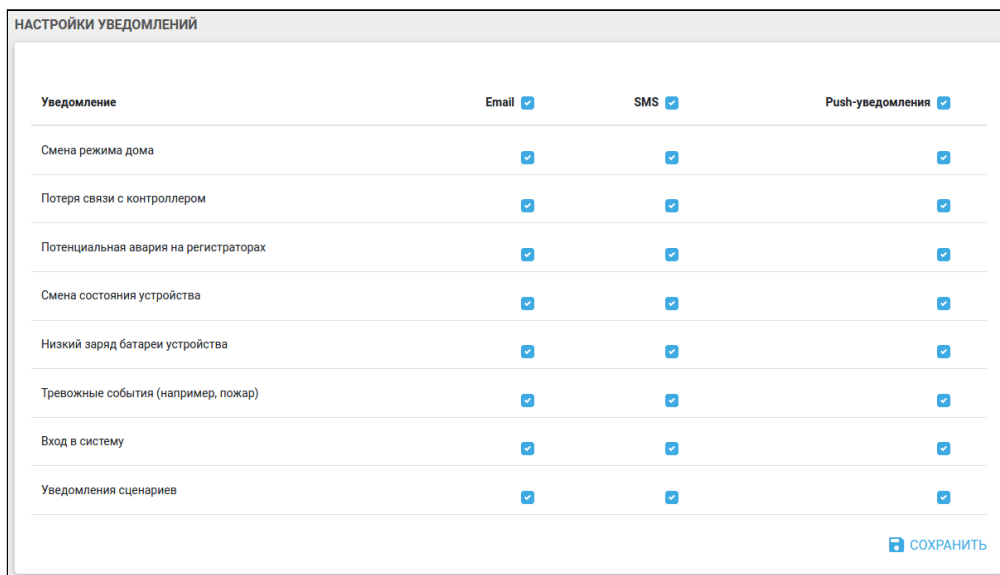 НАСТРОЙКИ УВЕДОМЛЕНИЙ
Уведомление Email SMS Push-уведомления
Смена режима дома
Потеря связи с контроллером
Потенциальная авария на регистраторах
Смена состояния устройства
Низкий заряд батареи устройства
Тревожные события (например, пожар)
Вход в систему
Уведомления сценариев
СОХРАНИТЬ